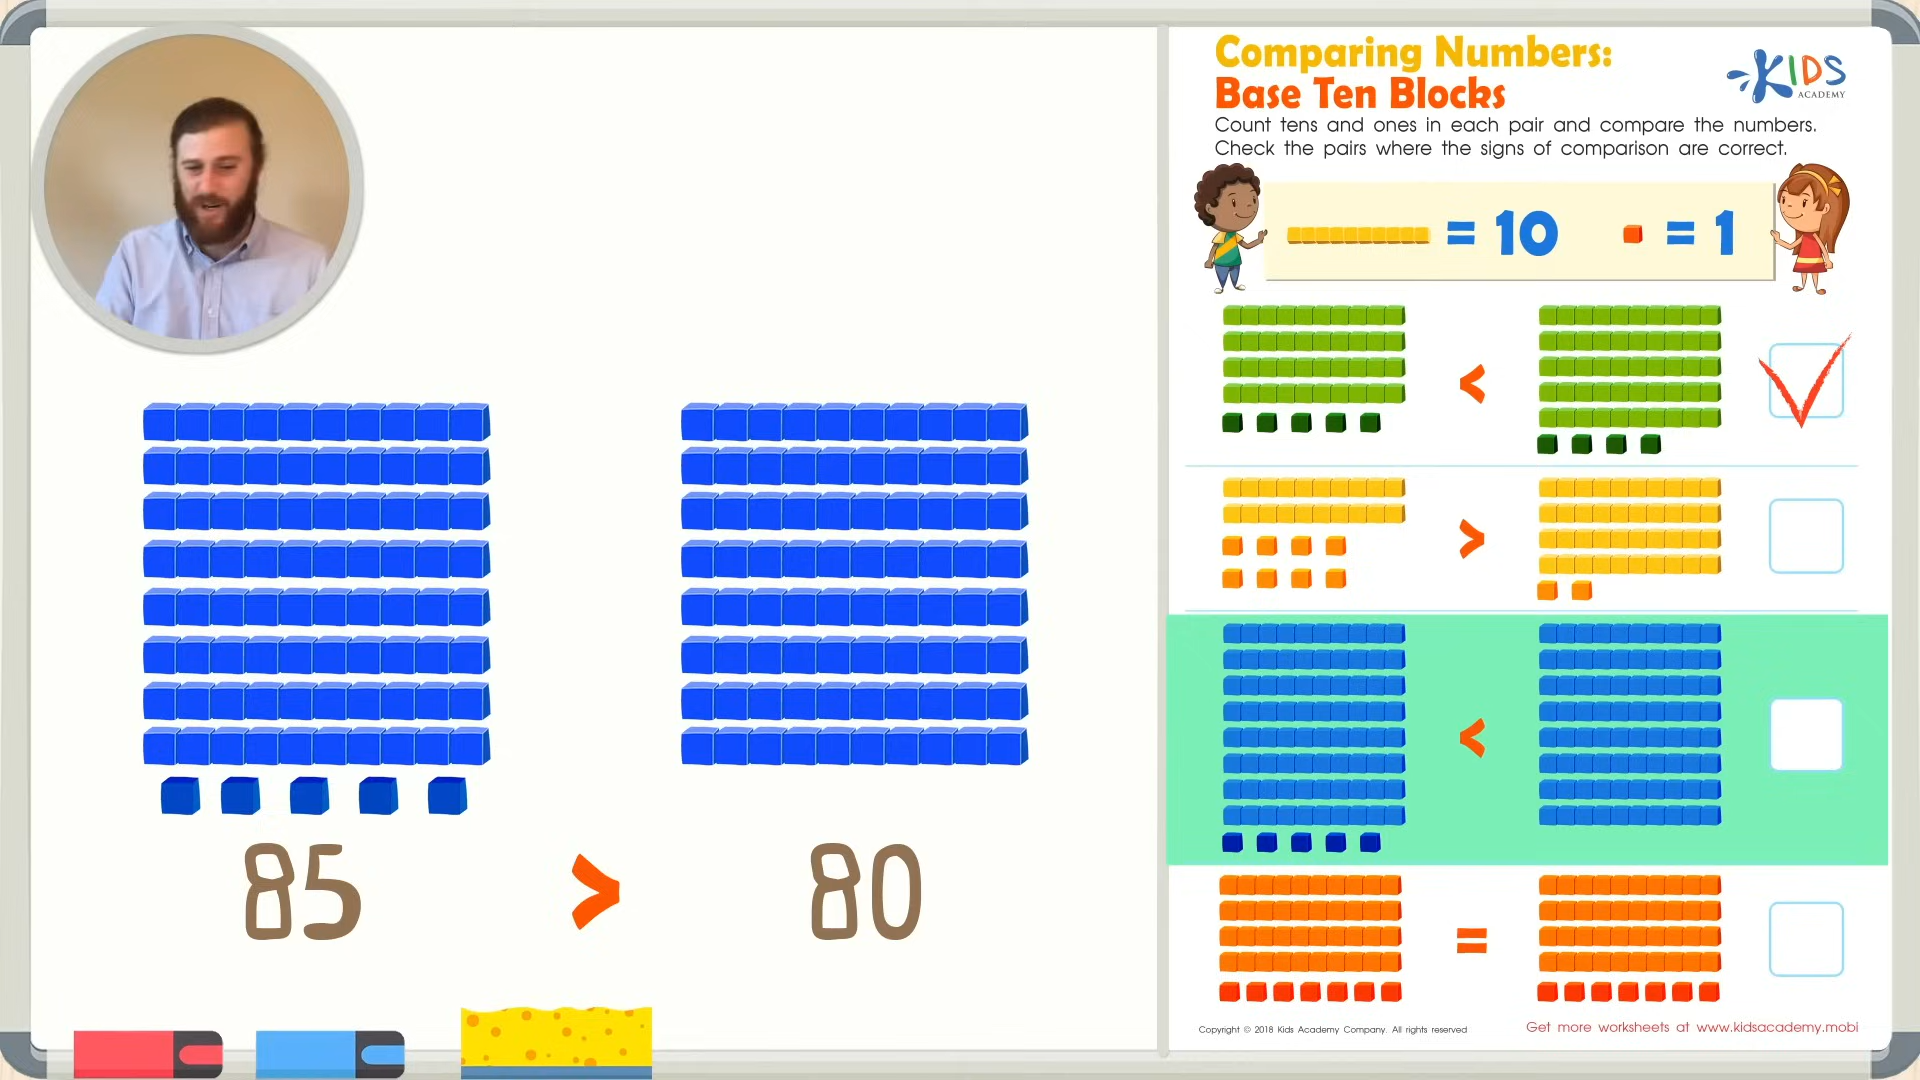 85 > 80
Comparing Numbers:
Base Ten Blocks
KIDS
ACADEMY
Count tens and ones in each pair and compare the numbers.
Check the pairs where the signs of comparison are correct.
= 10 = 1
<
>
<
=
Copyright © 2018 Kids Academy Company. All rights reserved
Get more worksheets at www.kidsacademy.mobi